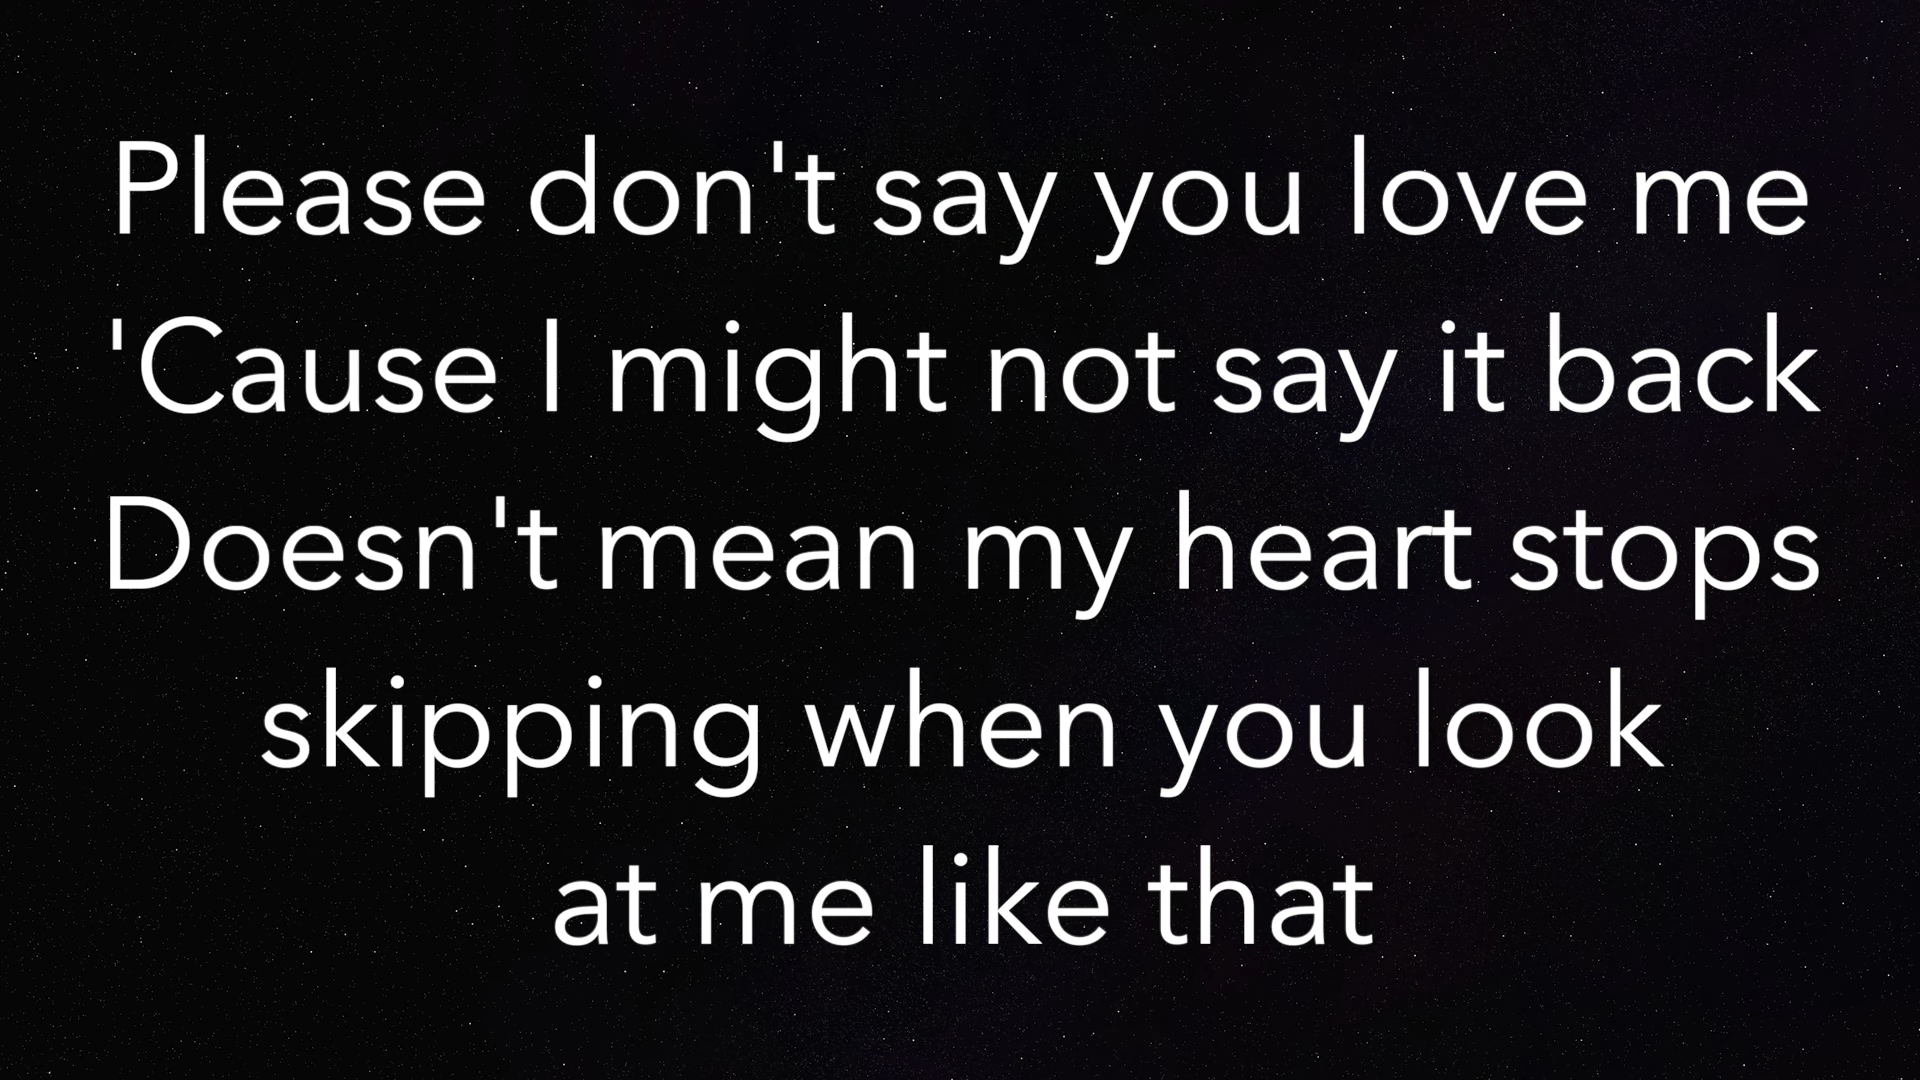 Please don't say you love me
'Cause I might not say it back
Doesn't mean my heart stops
skipping when you look
at me like that